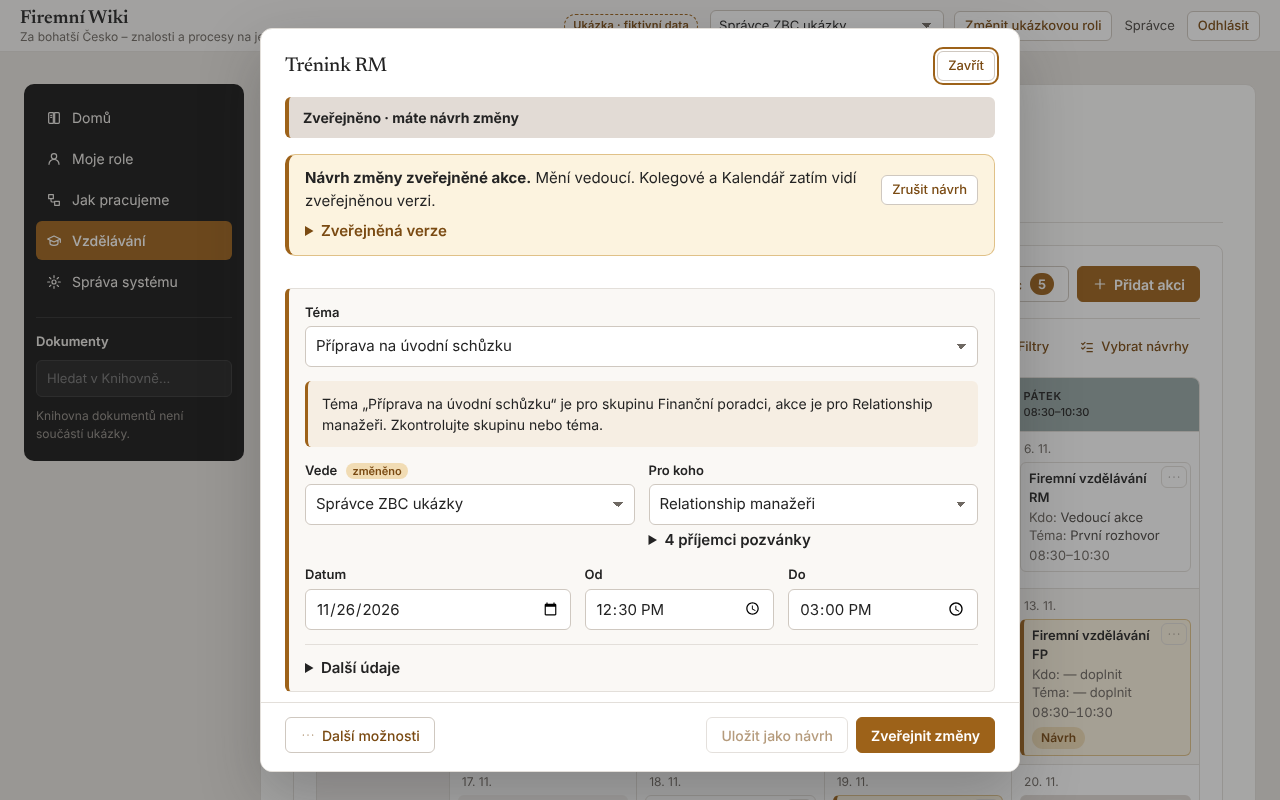 Firemní Wiki
Za bohatší Česko – znalosti a procesy na
Ukázka · fiktivní data
Správce ZBC ukázky
Změnit ukázkovou roli
Správce
Odhlásit
Domů
Moje role
Jak pracujeme
Vzdělávání
Správa systému
Dokumenty
Hledat v Knihovně…
Knihovna dokumentů není
součástí ukázky.
Trénink RM
Zavřít
Zveřejněno · máte návrh změny
Návrh změny zveřejněné akce. Mění vedoucí. Kolegové a Kalendář zatím vidí
zveřejněnou verzi.
Zrušit návrh
Zveřejněná verze
Téma
Příprava na úvodní schůzku
Téma „Příprava na úvodní schůzku“ je pro skupinu Finanční poradci, akce je pro Relationship
manažeři. Zkontrolujte skupinu nebo téma.
Vede změněno
Pro koho
Správce ZBC ukázky
Relationship manažeři
4 příjemci pozvánky
Datum
Od
Do
11/26/2026
12:30 PM
03:00 PM
Další údaje
··· Další možnosti
Uložit jako návrh
Zveřejnit změny
5
+ Přidat akci
Filtry
Vybrat návrhy
PÁTEK
08:30–10:30
6. 11.
Firemní vzdělávání
RM
Kdo: Vedoucí akce
Téma: První rozhovor
08:30–10:30
13. 11.
Firemní vzdělávání
FP
Kdo: — doplnit
Téma: — doplnit
08:30–10:30
Návrh
17. 11.
18. 11.
19. 11.
20. 11.